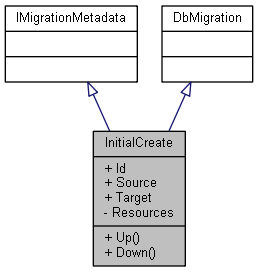 IMigrationMetadata
DbMigration
InitialCreate
+ Id
+ Source
+ Target
- Resources
+ Up()
+ Down()